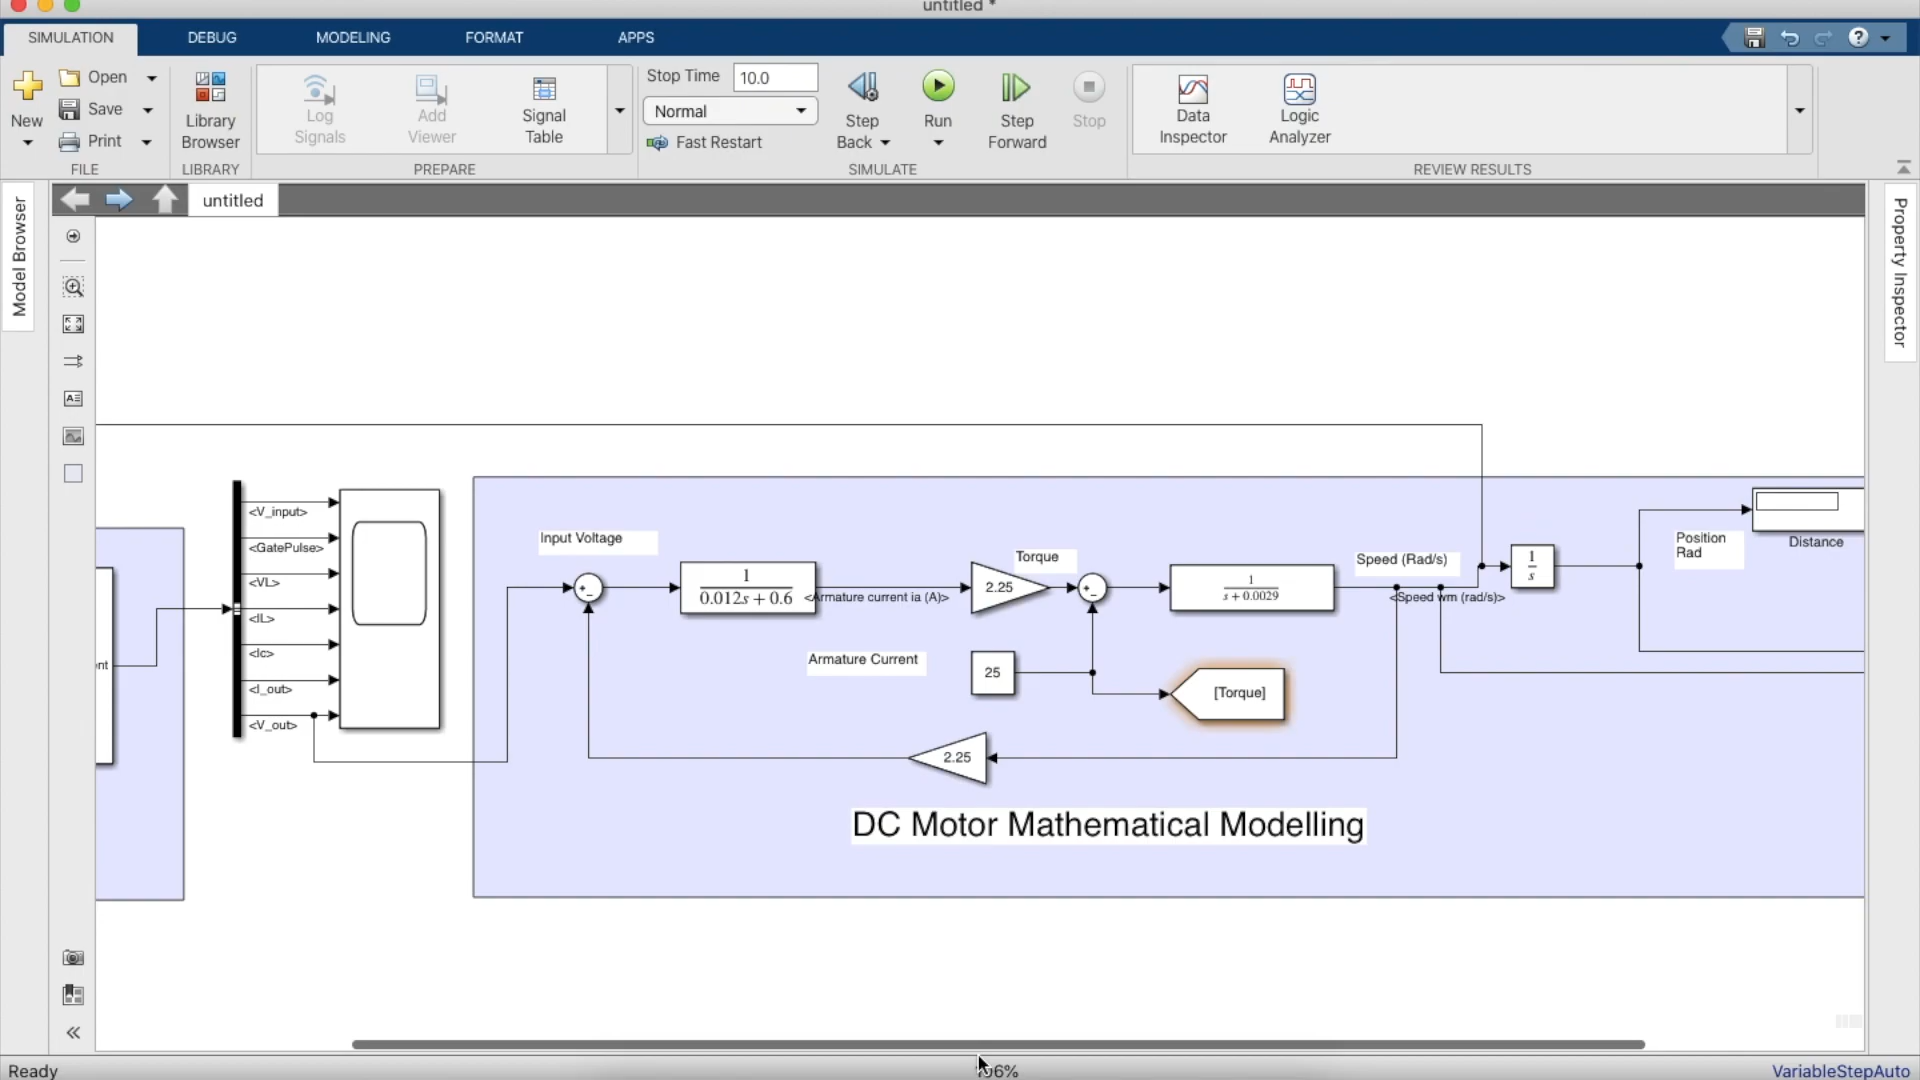 untitled *
SIMULATION DEBUG MODELING FORMAT APPS
New
Open
Save
Print
FILE
Library Browser
LIBRARY
Log Signals
Add Viewer
Signal Table
PREPARE
Stop Time 10.0
Normal
Fast Restart
Step Back
Run
Step Forward
Stop
SIMULATE
Data Inspector
Logic Analyzer
REVIEW RESULTS
Model Browser
untitled
Property Inspector
<V_input>
<GatePulse>
<VL>
<IL>
<Ic>
<I_out>
<V_out>
Input Voltage
+
_
1
0.012s + 0.6
<Armature current ia (A)>
Torque
2.25
+
_
1
s + 0.0029
Speed (Rad/s)
<Speed wm (rad/s)>
1
s
Position
Rad
Distance
Armature Current
25
[Torque]
2.25
DC Motor Mathematical Modelling
Ready
VariableStepAuto